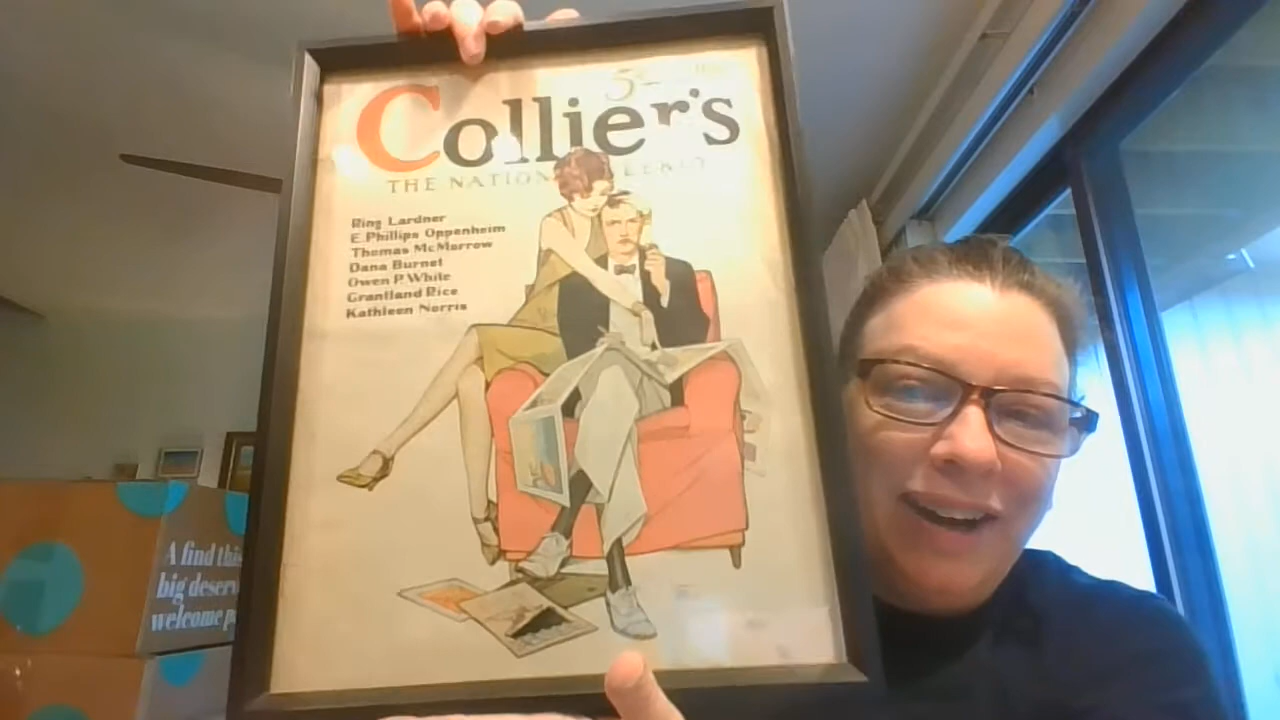 5¢
Collier's
THE NATION WEEKLY
Ring Lardner
E. Phillips Oppenheim
Thomas McMorrow
Dana Burnet
Owen P. White
Grantland Rice
Kathleen Norris
A find this
big deserv
welcome p